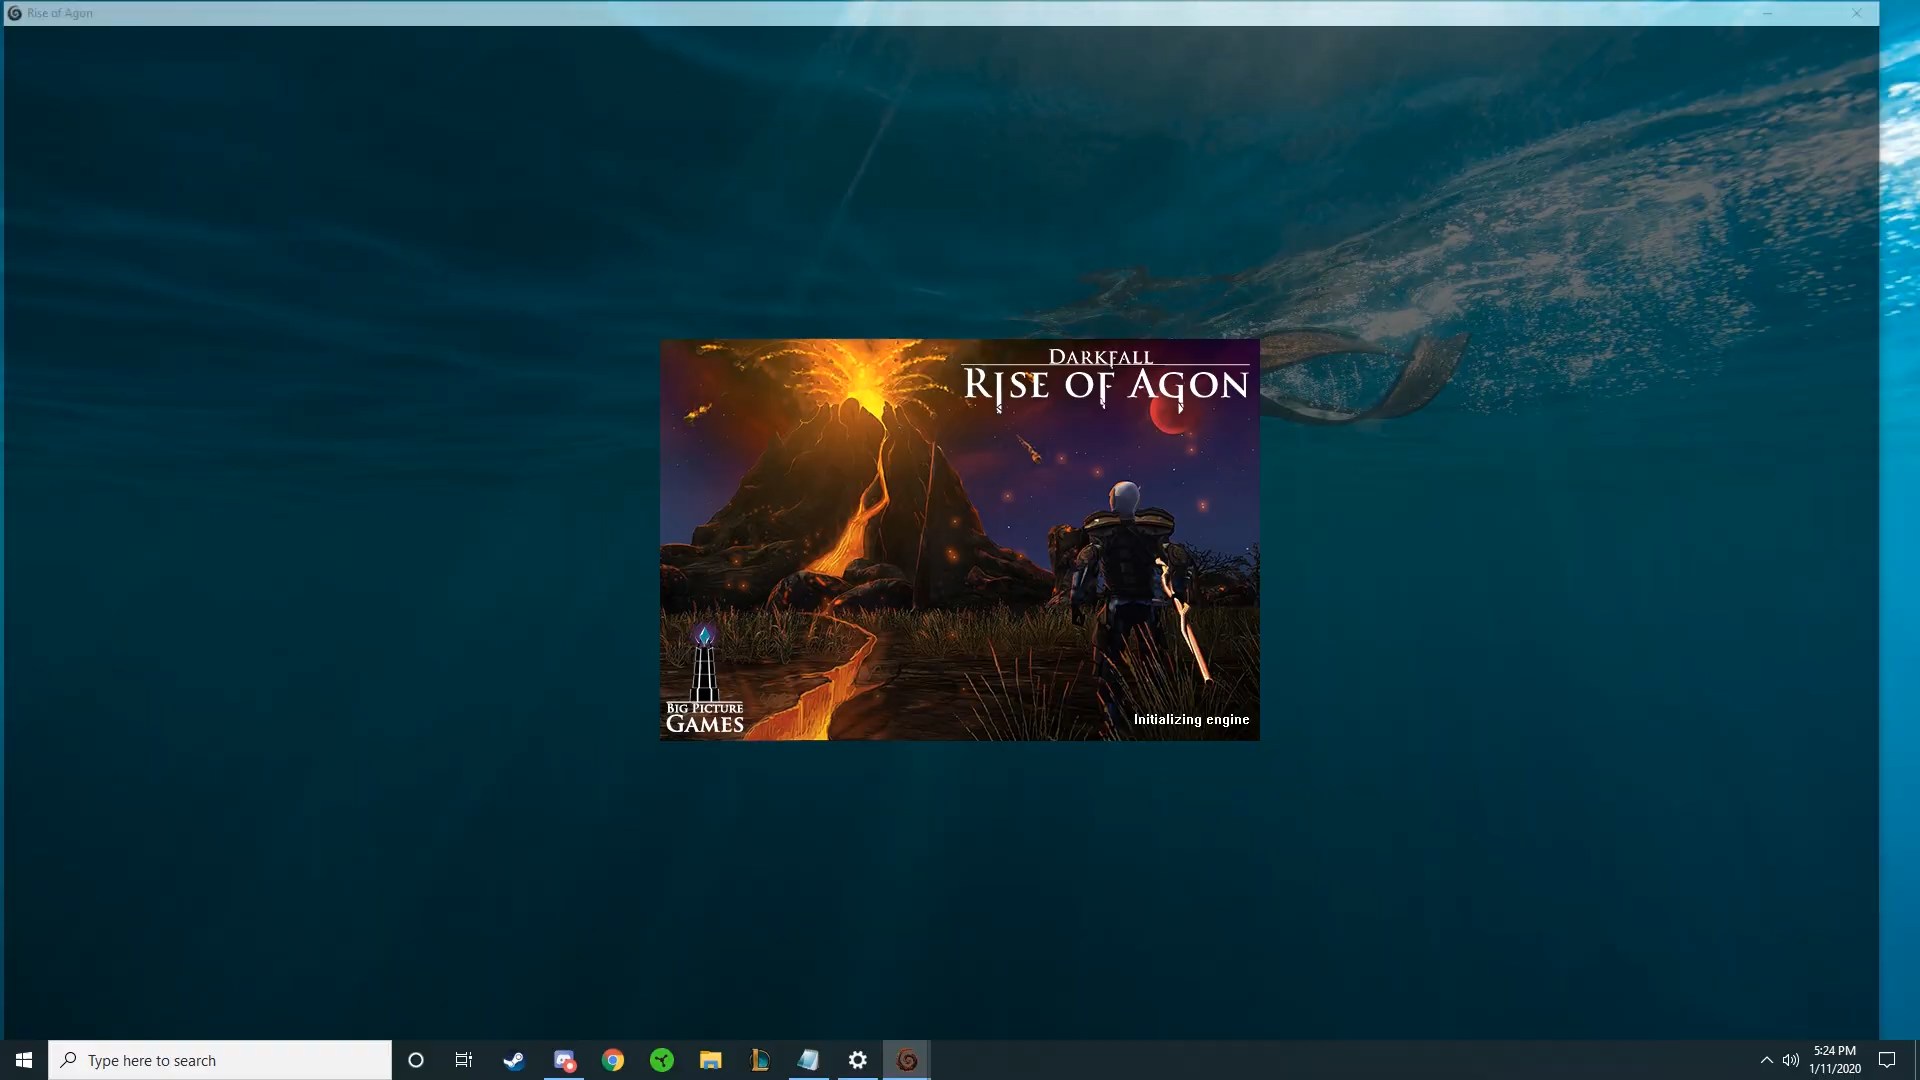 Rise of Agon
DARKFALL
RISE OF AGON
BIG PICTURE
GAMES
Initializing engine
Type here to search
5:24 PM
1/11/2020